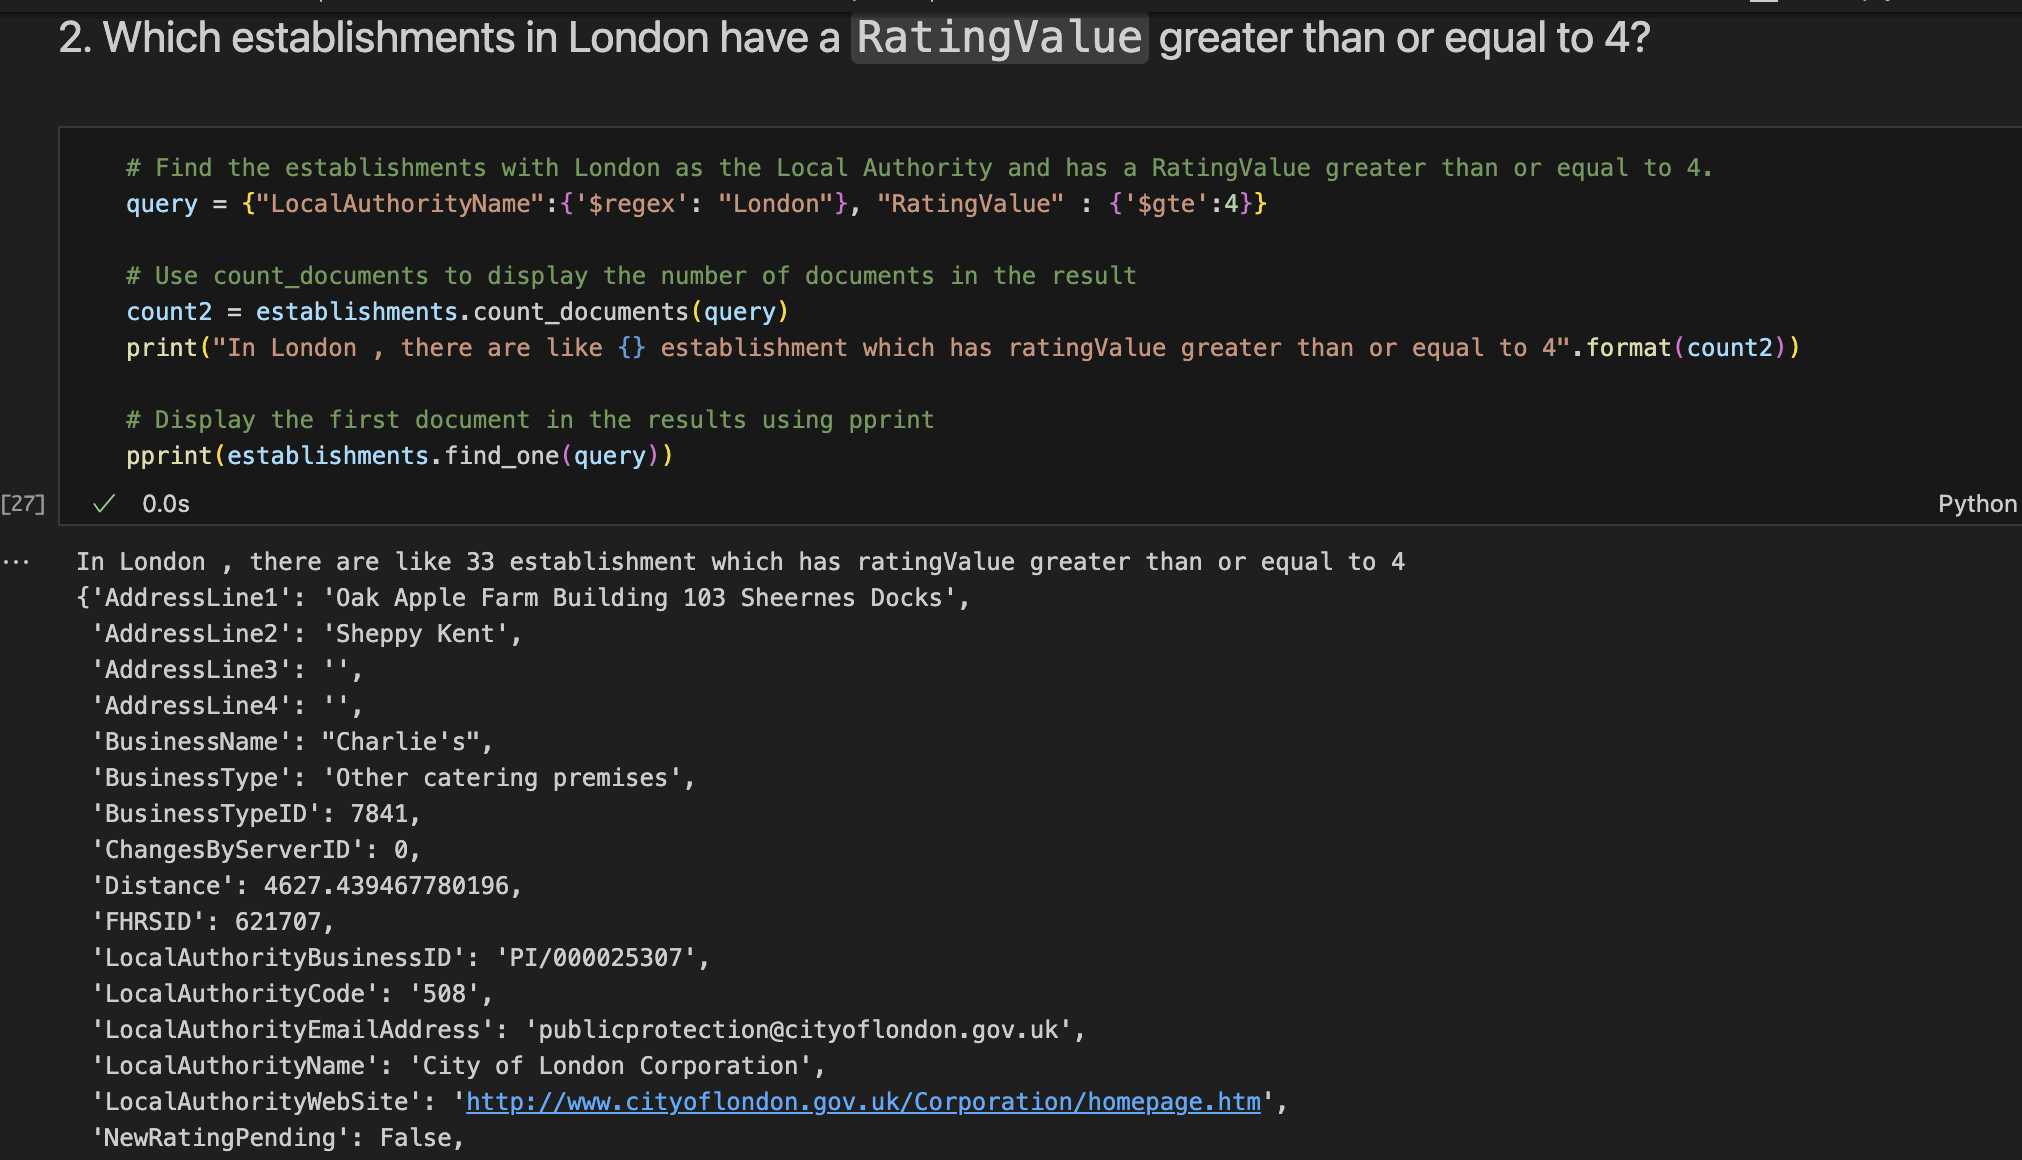 2. Which establishments in London have a RatingValue greater than or equal to 4?
# Find the establishments with London as the Local Authority and has a RatingValue greater than or equal to 4.
query = {"LocalAuthorityName":{'$regex': "London"}, "RatingValue" : {'$gte':4}}
# Use count_documents to display the number of documents in the result
count2 = establishments.count_documents(query)
print("In London , there are like {} establishment which has ratingValue greater than or equal to 4".format(count2))
# Display the first document in the results using pprint
pprint(establishments.find_one(query))
[27] 0.0s Python
... In London , there are like 33 establishment which has ratingValue greater than or equal to 4
{'AddressLine1': 'Oak Apple Farm Building 103 Sheernes Docks',
'AddressLine2': 'Sheppy Kent',
'AddressLine3': '',
'AddressLine4': '',
'BusinessName': "Charlie's",
'BusinessType': 'Other catering premises',
'BusinessTypeID': 7841,
'ChangesByServerID': 0,
'Distance': 4627.439467780196,
'FHRSID': 621707,
'LocalAuthorityBusinessID': 'PI/000025307',
'LocalAuthorityCode': '508',
'LocalAuthorityEmailAddress': 'publicprotection@cityoflondon.gov.uk',
'LocalAuthorityName': 'City of London Corporation',
'LocalAuthorityWebSite': 'http://www.cityoflondon.gov.uk/Corporation/homepage.htm',
'NewRatingPending': False,